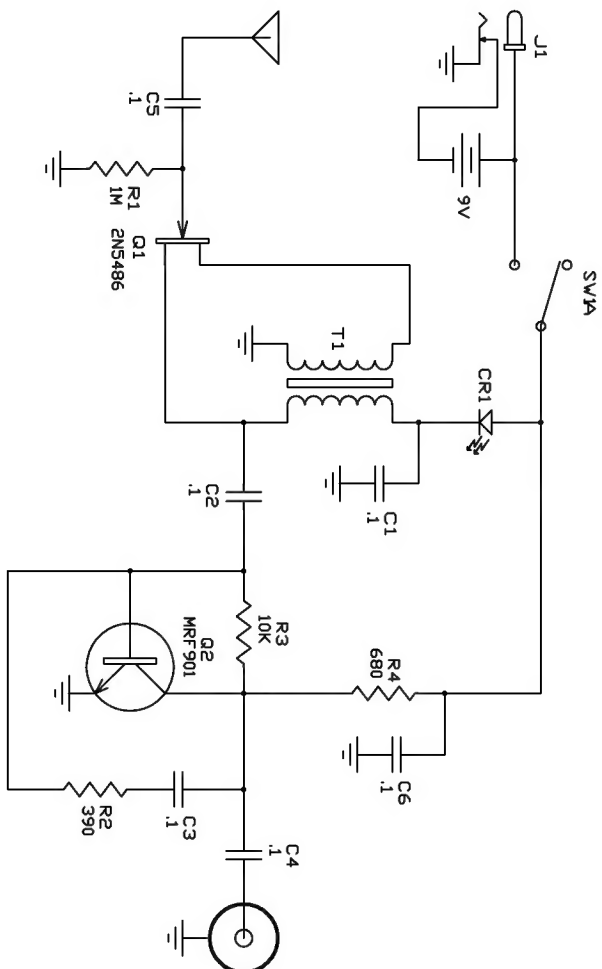 J1
9V
SW1A
CR1
C1
.1
T1
C5
.1
R1
1M
Q1
2N5486
C2
.1
R3
10K
R4
680
C6
.1
Q2
MRF901
R2
390
C3
.1
C4
.1